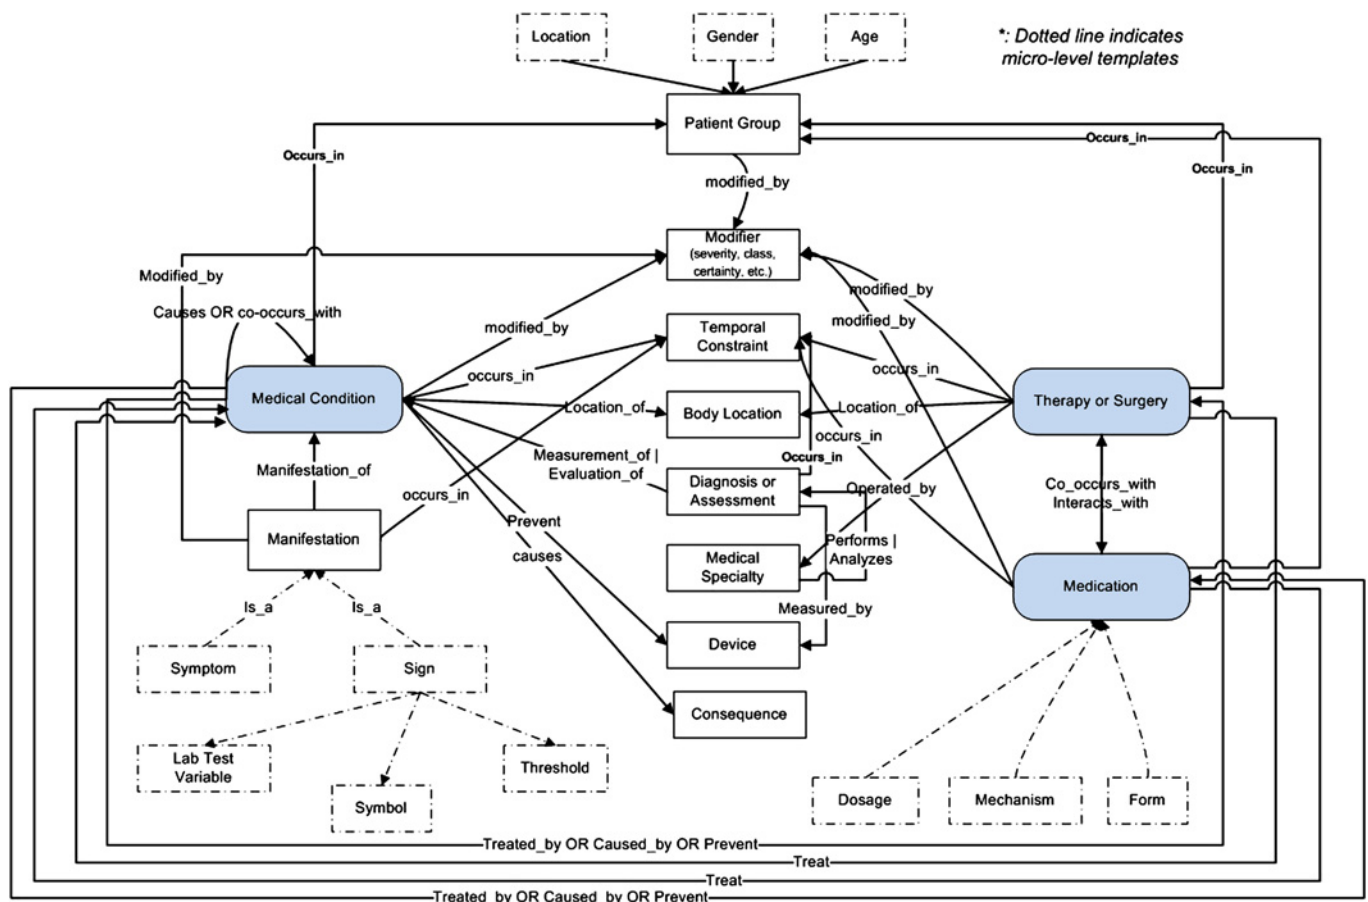 Location
Gender
Age
*: Dotted line indicates
micro-level templates
Patient Group
Occurs_in
Occurs_in
Occurs_in
modified_by
Modifier
(severity, class,
certainty, etc.)
Modified_by
Causes OR co-occurs_with
modified_by
modified_by
modified_by
Temporal
Constraint
occurs_in
occurs_in
Medical Condition
Therapy or Surgery
Location_of
Body Location
Location_of
occurs_in
Measurement_of |
Evaluation_of
Occurs_in
Manifestation_of
occurs_in
Diagnosis or
Assessment
Operated_by
Co_occurs_with
Interacts_with
Prevent
causes
Manifestation
Performs |
Analyzes
Medical
Specialty
Medication
Is_a
Is_a
Measured_by
Symptom
Sign
Device
Consequence
Lab Test
Variable
Threshold
Symbol
Dosage
Mechanism
Form
Treated_by OR Caused_by OR Prevent
Treat
Treat
Treated_by OR Caused_by OR Prevent